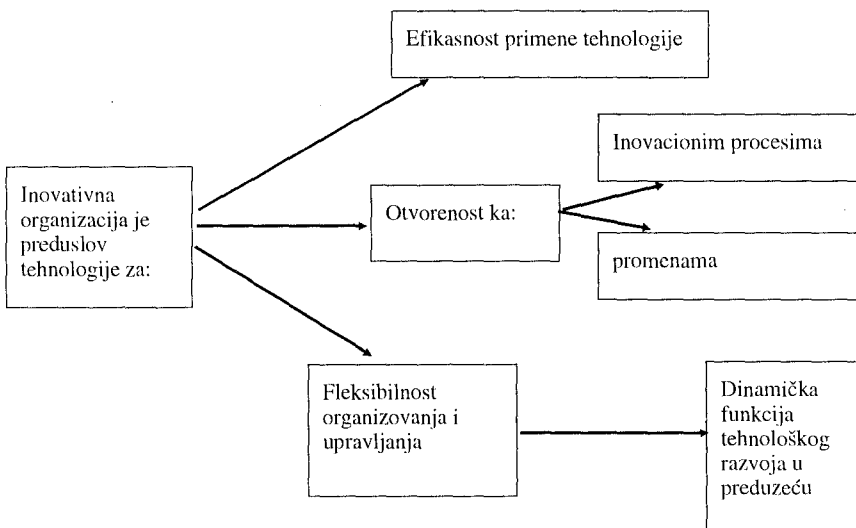 Efikasnost primene tehnologije
Inovativna
organizacija je
preduslov
tehnologije za:
Otvorenost ka:
Inovacionim procesima
promenama
Fleksibilnost
organizovanja i
upravljanja
Dinamička
funkcija
tehnološkog
razvoja u
preduzeću